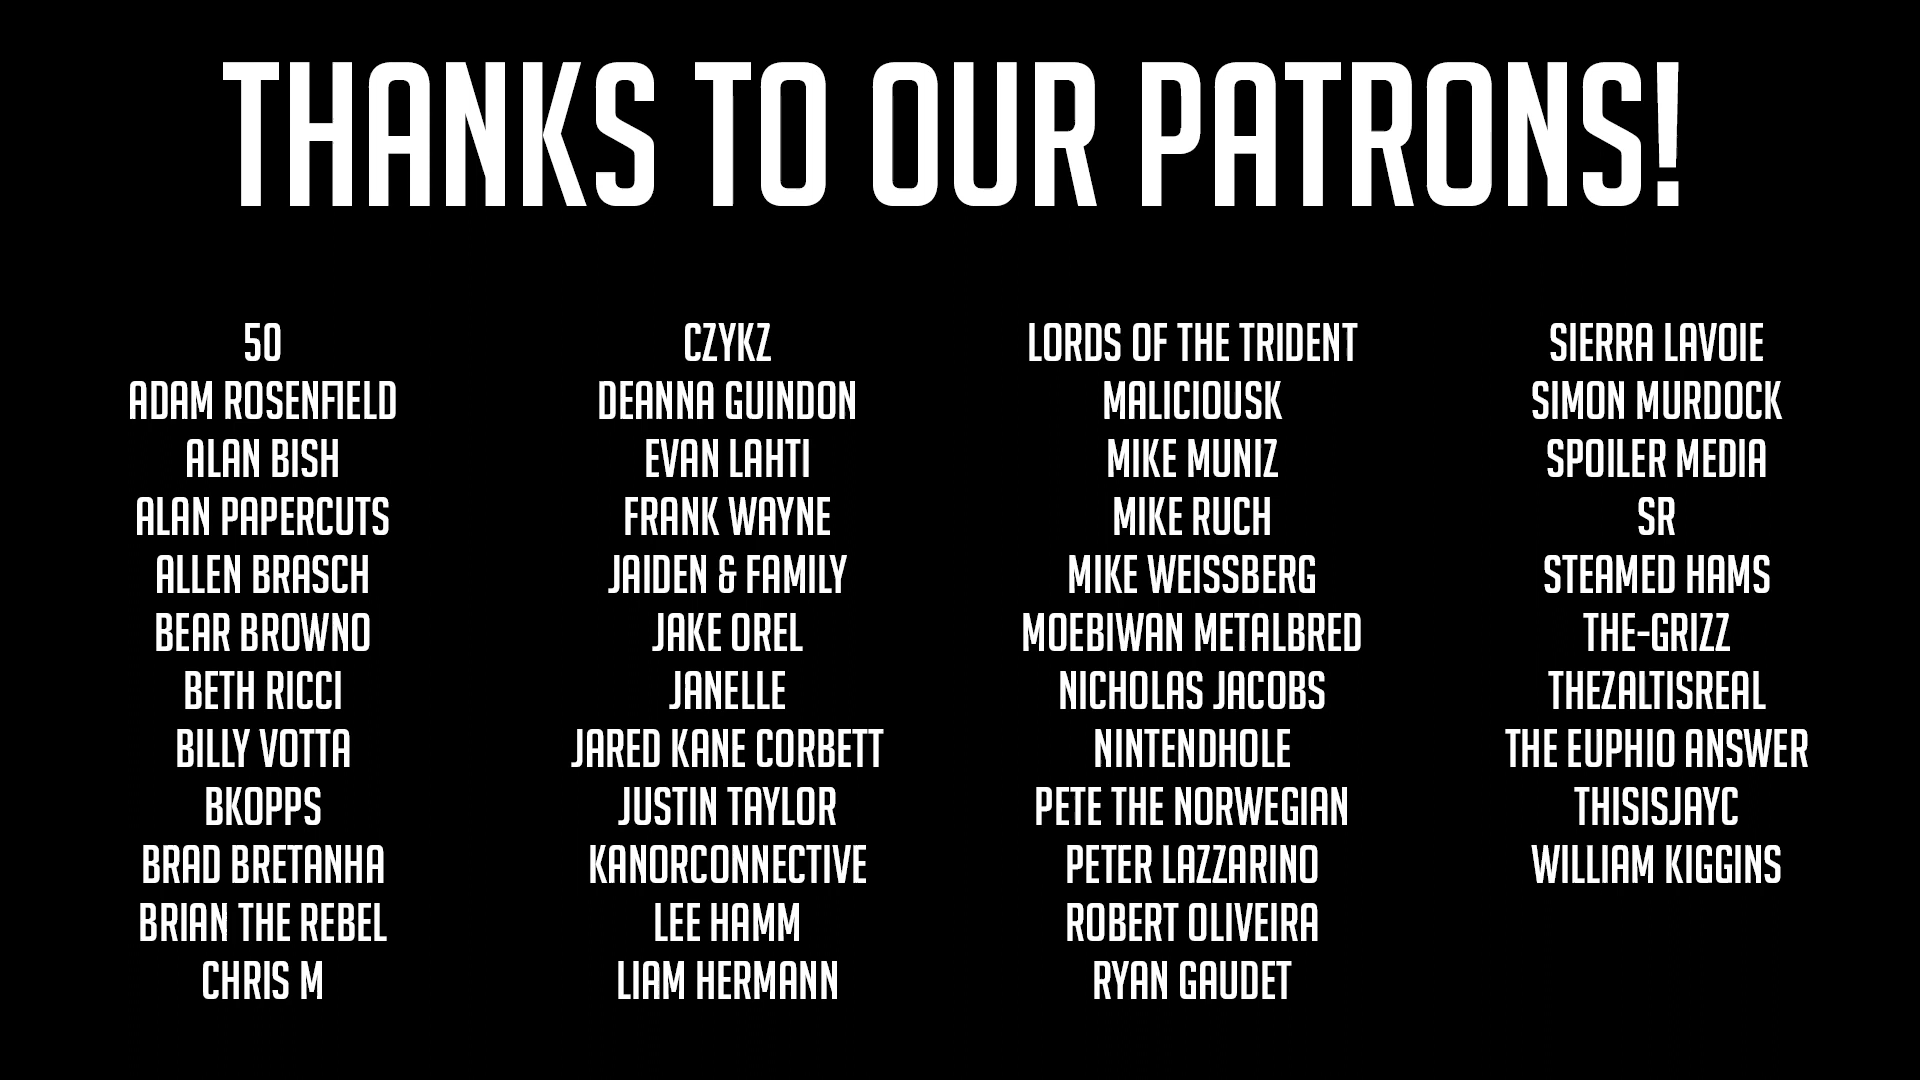 THANKS TO OUR PATRONS!
50
ADAM ROSENFIELD
ALAN BISH
ALAN PAPERCUTS
ALLEN BRASCH
BEAR BROWNO
BETH RICCI
BILLY VOTTA
BKOPPS
BRAD BRETANHA
BRIAN THE REBEL
CHRIS M
CZYKZ
DEANNA GUINDON
EVAN LAHTI
FRANK WAYNE
JAIDEN & FAMILY
JAKE OREL
JANELLE
JARED KANE CORBETT
JUSTIN TAYLOR
KANORCONNECTIVE
LEE HAMM
LIAM HERMANN
LORDS OF THE TRIDENT
MALICIOUSK
MIKE MUNIZ
MIKE RUCH
MIKE WEISSBERG
MOEBIWAN METALBRED
NICHOLAS JACOBS
NINTENDHOLE
PETE THE NORWEGIAN
PETER LAZZARINO
ROBERT OLIVEIRA
RYAN GAUDET
SIERRA LAVOIE
SIMON MURDOCK
SPOILER MEDIA
SR
STEAMED HAMS
THE-GRIZZ
THEZALTISREAL
THE EUPHIO ANSWER
THISISJAYC
WILLIAM KIGGINS